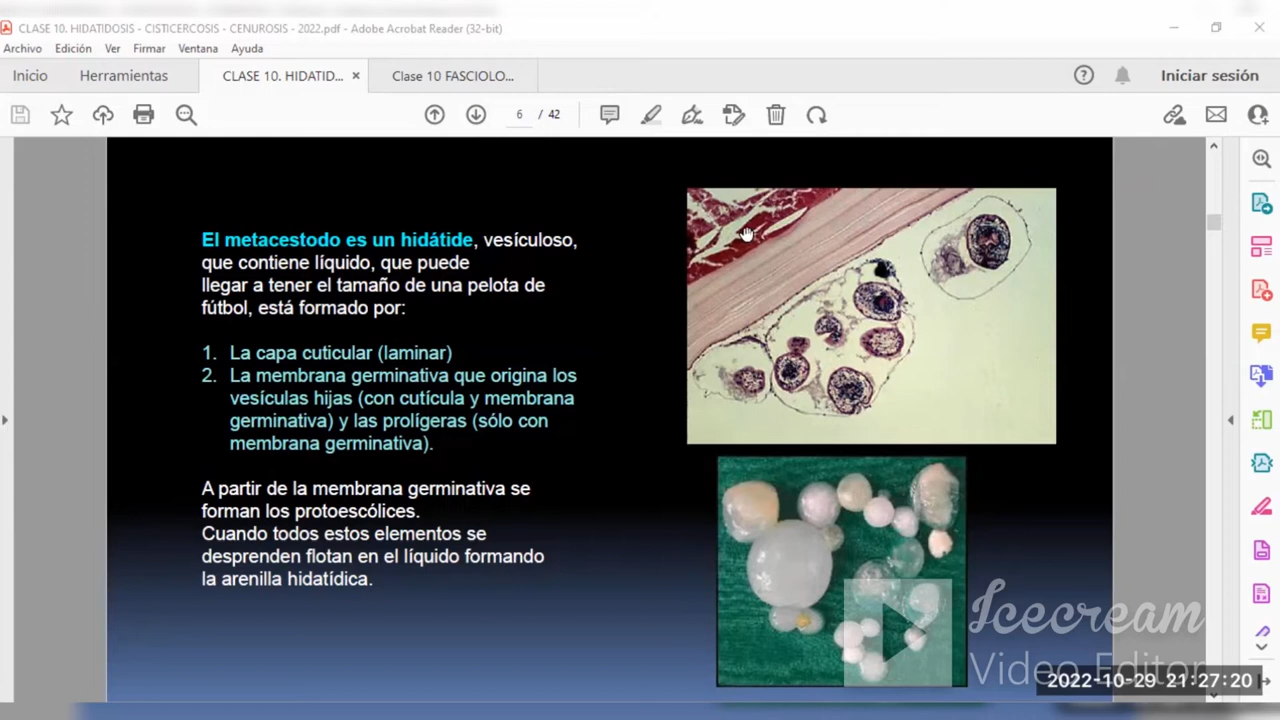 CLASE 10. HIDATIDOSIS - CISTICERCOSIS - CENUROSIS - 2022.pdf - Adobe Acrobat Reader (32-bit)
Archivo Edición Ver Firmar Ventana Ayuda
Inicio Herramientas CLASE 10. HIDATID... × Clase 10 FASCIOLO... Iniciar sesión
6 / 42
El metacestodo es un hidátide, vesículoso,
que contiene líquido, que puede
llegar a tener el tamaño de una pelota de
fútbol, está formado por:
1. La capa cuticular (laminar)
2. La membrana germinativa que origina los
vesículas hijas (con cutícula y membrana
germinativa) y las prolígeras (sólo con
membrana germinativa).
A partir de la membrana germinativa se
forman los protoescólices.
Cuando todos estos elementos se
desprenden flotan en el líquido formando
la arenilla hidatídica.
Icecream
Video Editor
2022-10-29 21:27:20